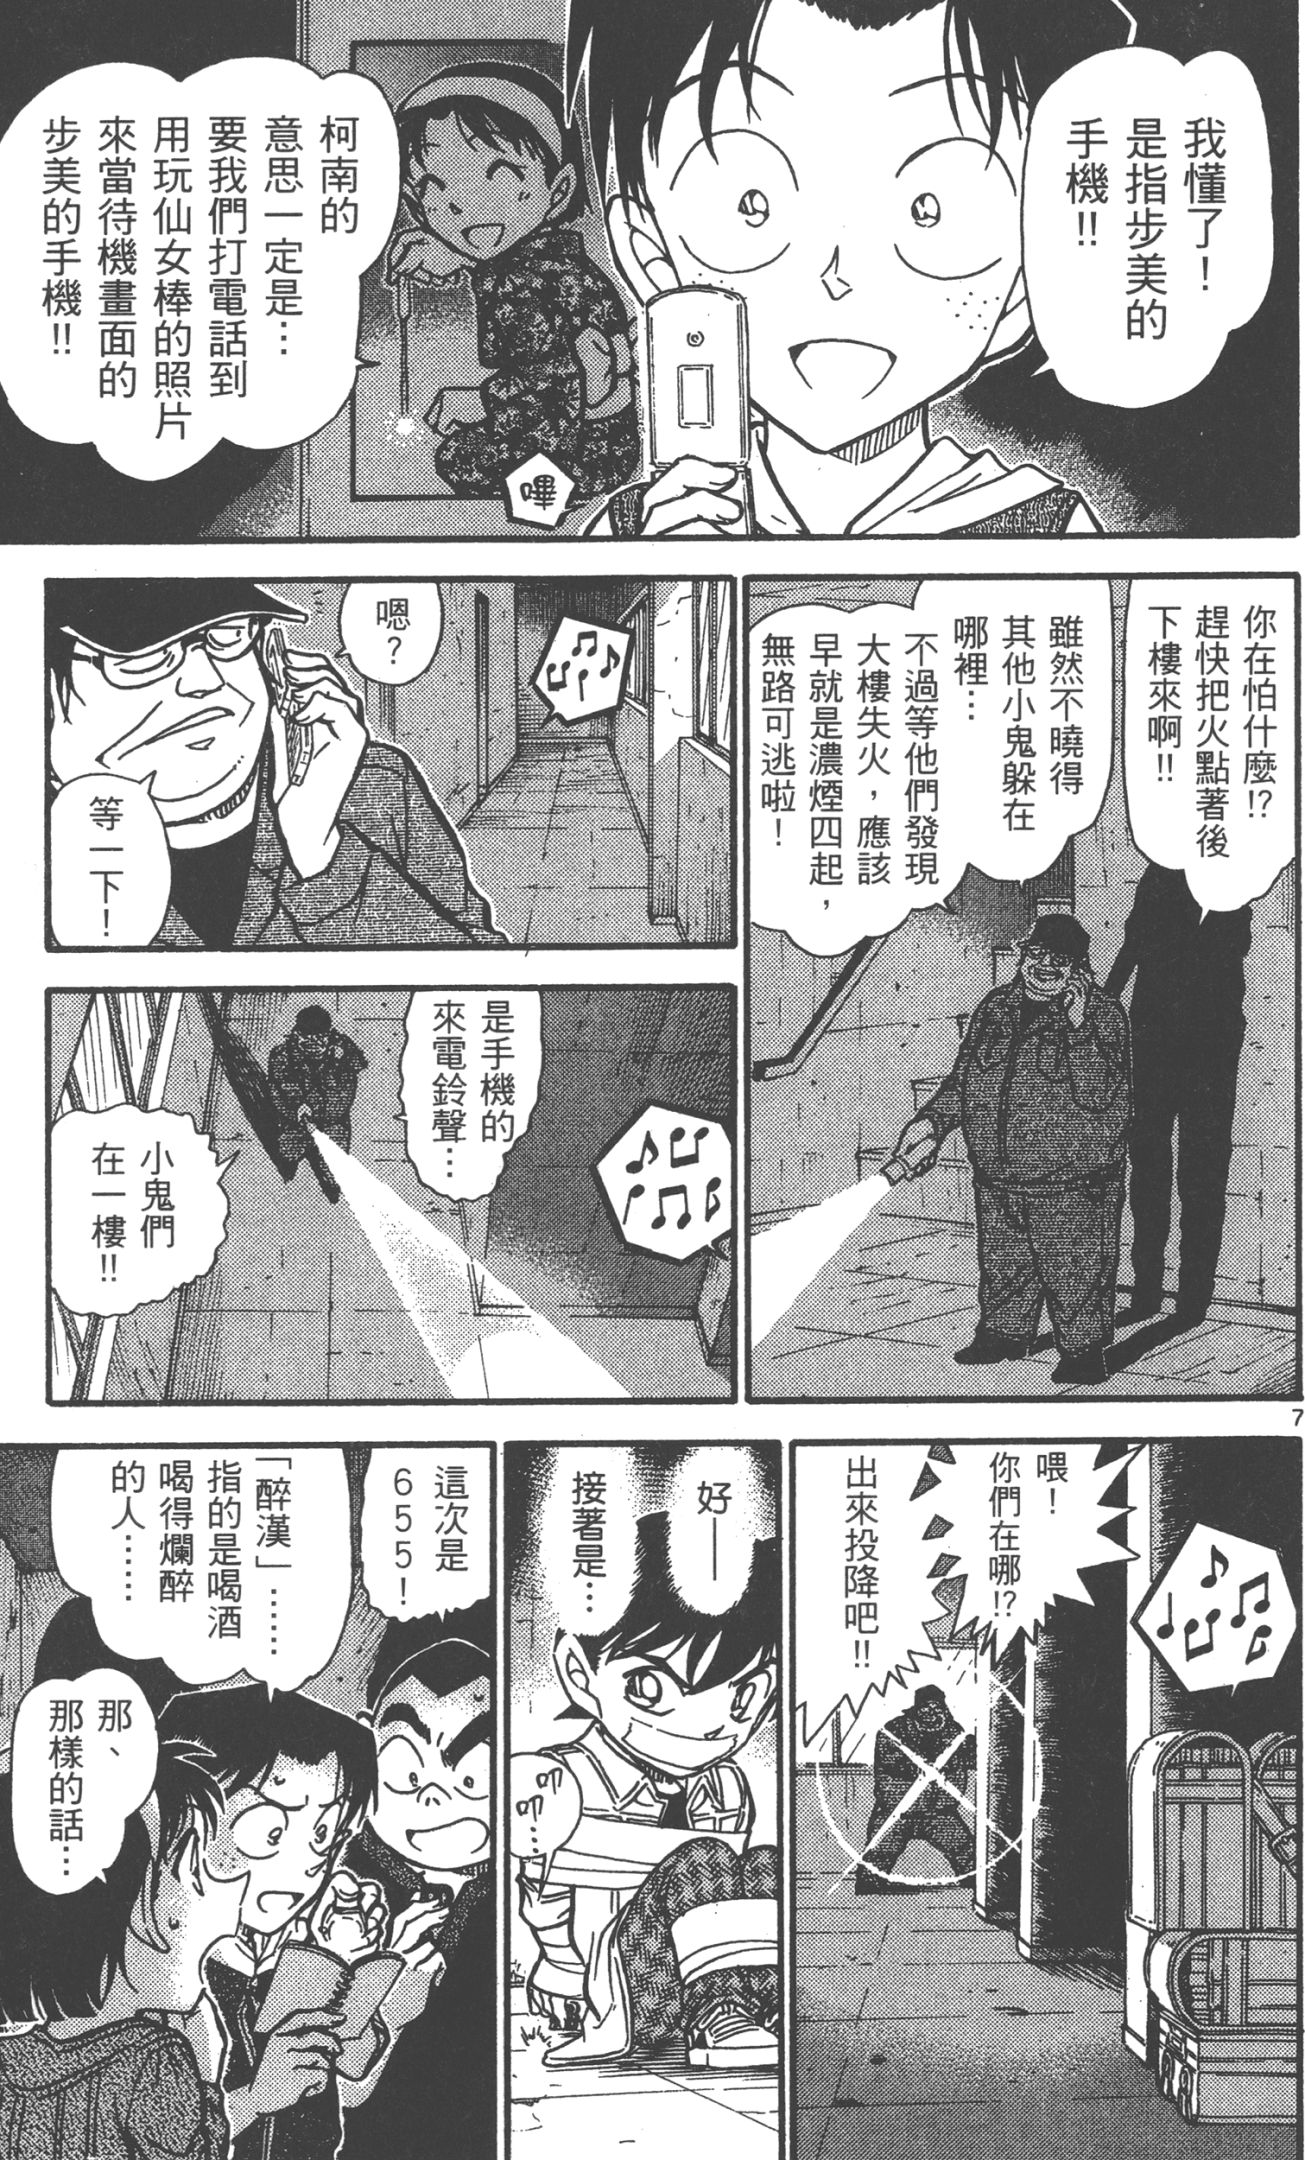 我懂了！
是指步美的
手機!!
柯南的
意思一定是…
要我們打電話到
用玩仙女棒的照片
來當待機畫面的
步美的手機!!
嗶
你在怕什麼!?
趕快把火點著後
下樓來啊!!
雖然不曉得
其他小鬼躲在
哪裡…
不過等他們發現
大樓失火，應該
早就是濃煙四起，
無路可逃啦！
嗯？
等一下！
是手機的
來電鈴聲…
小鬼們
在一樓!!
7
喂！
你們在哪!?
出來投降吧!!
好—
接著是…
叩
叩…
這次是
655！
「醉漢」……
指的是喝酒
喝得爛醉
的人……
那、
那樣的話…